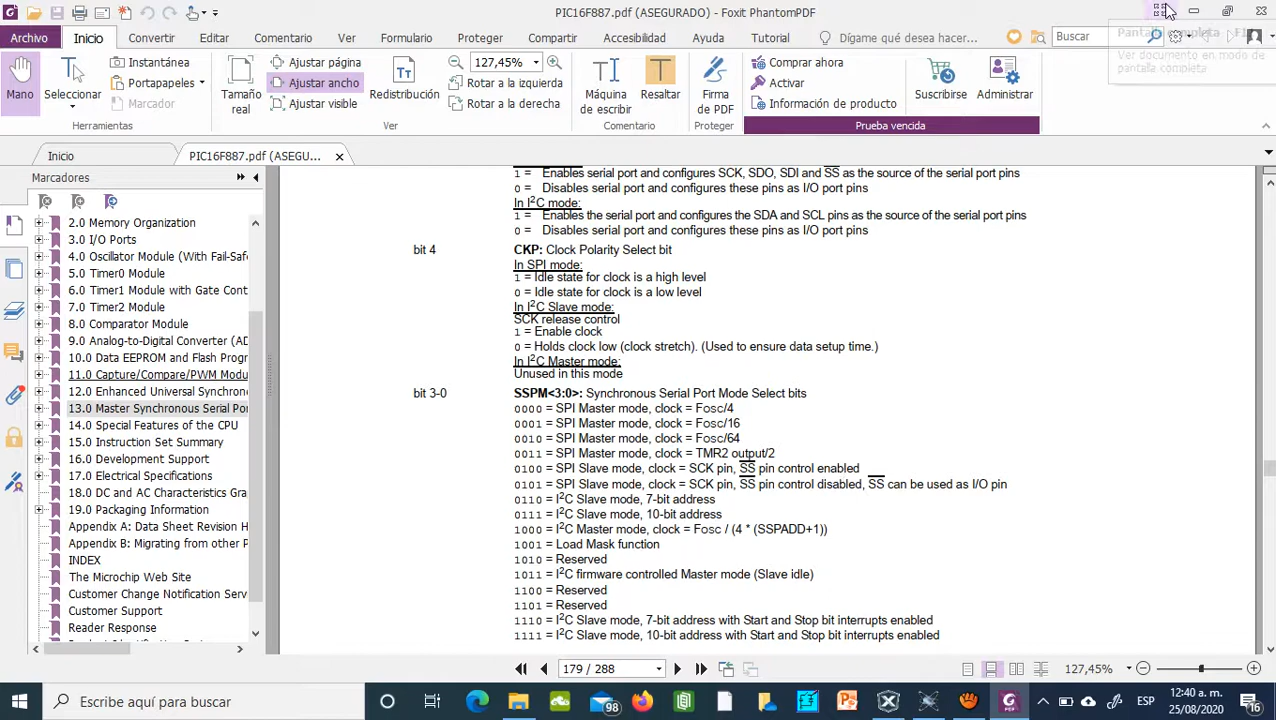 PIC16F887.pdf (ASEGURADO) - Foxit PhantomPDF
Archivo Inicio Convertir Editar Comentario Ver Formulario Proteger Compartir Accesibilidad Ayuda Tutorial Dígame qué desea hacer... Buscar
Pantalla completa
Ver documento en modo de
pantalla completa
Mano
Seleccionar
Instantánea
Portapapeles
Marcador
Herramientas
Tamaño
real
Ajustar página
Ajustar ancho
Ajustar visible
Redistribución
127,45%
Rotar a la izquierda
Rotar a la derecha
Ver
Máquina
de escribir
Resaltar
Comentario
Firma
de PDF
Proteger
Comprar ahora
Activar
Información de producto
Suscribirse
Administrar
Prueba vencida
Inicio
PIC16F887.pdf (ASEGU...
Marcadores
2.0 Memory Organization
3.0 I/O Ports
4.0 Oscillator Module (With Fail-Safe
5.0 Timer0 Module
6.0 Timer1 Module with Gate Cont
7.0 Timer2 Module
8.0 Comparator Module
9.0 Analog-to-Digital Converter (AD
10.0 Data EEPROM and Flash Progr
11.0 Capture/Compare/PWM Modu
12.0 Enhanced Universal Synchron
13.0 Master Synchronous Serial Por
14.0 Special Features of the CPU
15.0 Instruction Set Summary
16.0 Development Support
17.0 Electrical Specifications
18.0 DC and AC Characteristics Gra
19.0 Packaging Information
Appendix A: Data Sheet Revision H
Appendix B: Migrating from other P
INDEX
The Microchip Web Site
Customer Change Notification Serv
Customer Support
Reader Response
1 = Enables serial port and configures SCK, SDO, SDI and SS as the source of the serial port pins
0 = Disables serial port and configures these pins as I/O port pins
In I2C mode:
1 = Enables the serial port and configures the SDA and SCL pins as the source of the serial port pins
0 = Disables serial port and configures these pins as I/O port pins
bit 4 CKP: Clock Polarity Select bit
In SPI mode:
1 = Idle state for clock is a high level
0 = Idle state for clock is a low level
In I2C Slave mode:
SCK release control
1 = Enable clock
0 = Holds clock low (clock stretch). (Used to ensure data setup time.)
In I2C Master mode:
Unused in this mode
bit 3-0 SSPM<3:0>: Synchronous Serial Port Mode Select bits
0000 = SPI Master mode, clock = Fosc/4
0001 = SPI Master mode, clock = Fosc/16
0010 = SPI Master mode, clock = Fosc/64
0011 = SPI Master mode, clock = TMR2 output/2
0100 = SPI Slave mode, clock = SCK pin, SS pin control enabled
0101 = SPI Slave mode, clock = SCK pin, SS pin control disabled, SS can be used as I/O pin
0110 = I2C Slave mode, 7-bit address
0111 = I2C Slave mode, 10-bit address
1000 = I2C Master mode, clock = Fosc / (4 * (SSPADD+1))
1001 = Load Mask function
1010 = Reserved
1011 = I2C firmware controlled Master mode (Slave idle)
1100 = Reserved
1101 = Reserved
1110 = I2C Slave mode, 7-bit address with Start and Stop bit interrupts enabled
1111 = I2C Slave mode, 10-bit address with Start and Stop bit interrupts enabled
179 / 288
127,45%
Escribe aquí para buscar
98
ESP
12:40 a. m.
25/08/2020
16